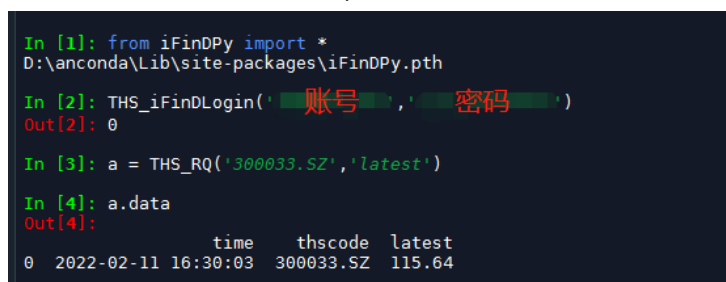 In [1]: from iFinDPy import *
D:\anconda\Lib\site-packages\iFinDPy.pth
In [2]: THS_iFinDLogin('账号','密码')
Out[2]: 0
In [3]: a = THS_RQ('300033.SZ','latest')
In [4]: a.data
Out[4]:
time thscode latest
0 2022-02-11 16:30:03 300033.SZ 115.64